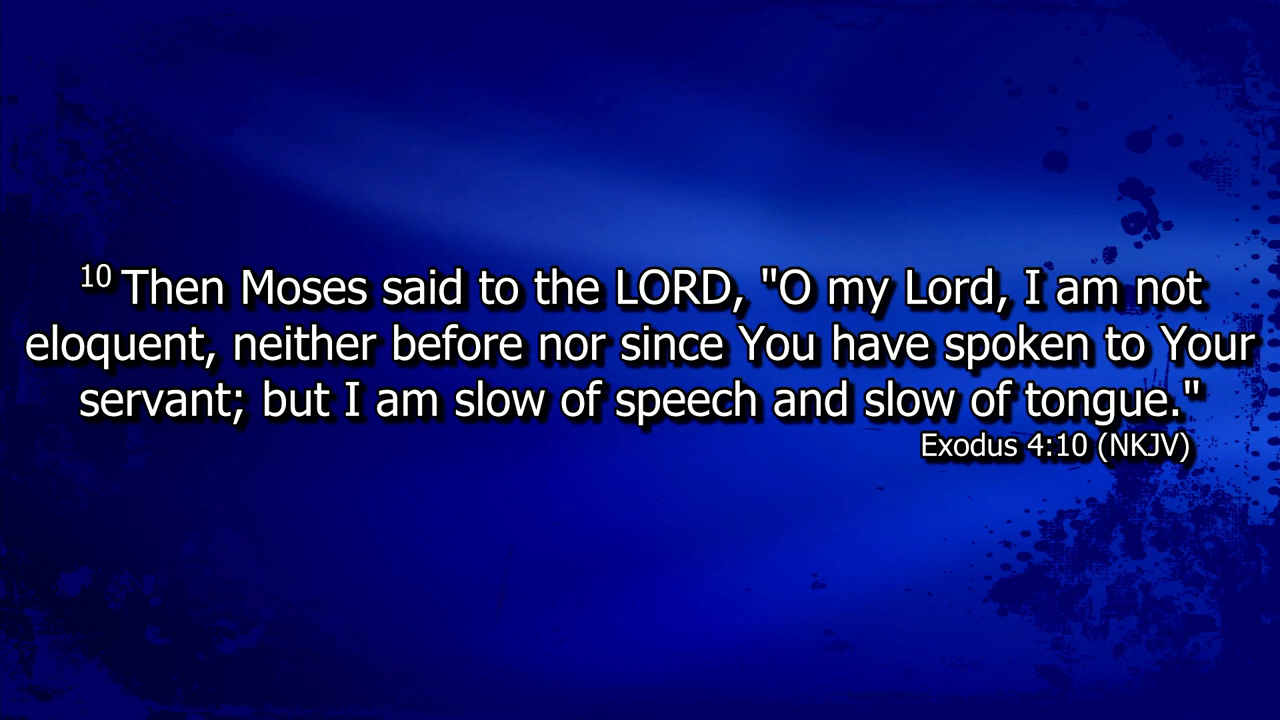 10 Then Moses said to the LORD, "O my Lord, I am not
eloquent, neither before nor since You have spoken to Your
servant; but I am slow of speech and slow of tongue."
Exodus 4:10 (NKJV)